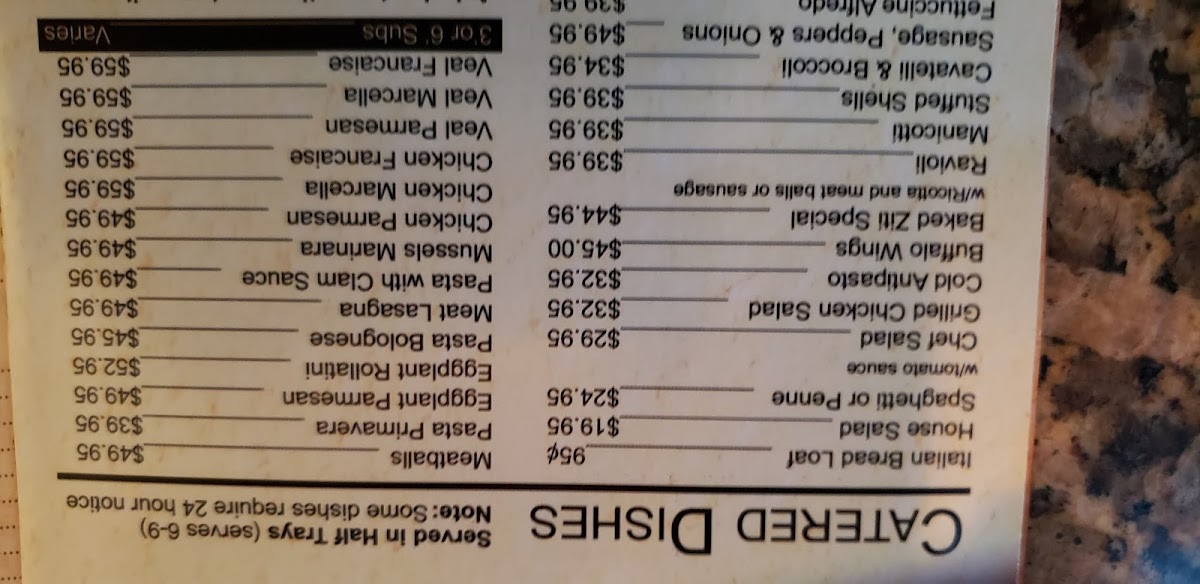 CATERED DISHES
Served in Half Trays (serves 6-9)
Note: Some dishes require 24 hour notice
Italian Bread Loaf 95¢
House Salad $19.95
Spaghetti or Penne $24.95
w/tomato sauce
Chef Salad $29.95
Grilled Chicken Salad $32.95
Cold Antipasto $32.95
Buffalo Wings $45.00
Baked Ziti Special $44.95
w/Ricotta and meat balls or sausage
Ravioli $39.95
Manicotti $39.95
Stuffed Shells $39.95
Cavatelli & Broccoli $34.95
Sausage, Peppers & Onions $49.95
Fettuccine Alfredo $39.95
Meatballs $49.95
Pasta Primavera $39.95
Eggplant Parmesan $49.95
Eggplant Rollatini $52.95
Pasta Bolognese $45.95
Meat Lasagna $49.95
Pasta with Clam Sauce $49.95
Mussels Marinara $49.95
Chicken Parmesan $49.95
Chicken Marcella $59.95
Chicken Francaise $59.95
Veal Parmesan $59.95
Veal Marcella $59.95
Veal Francaise $59.95
3'or 6' Subs Varies